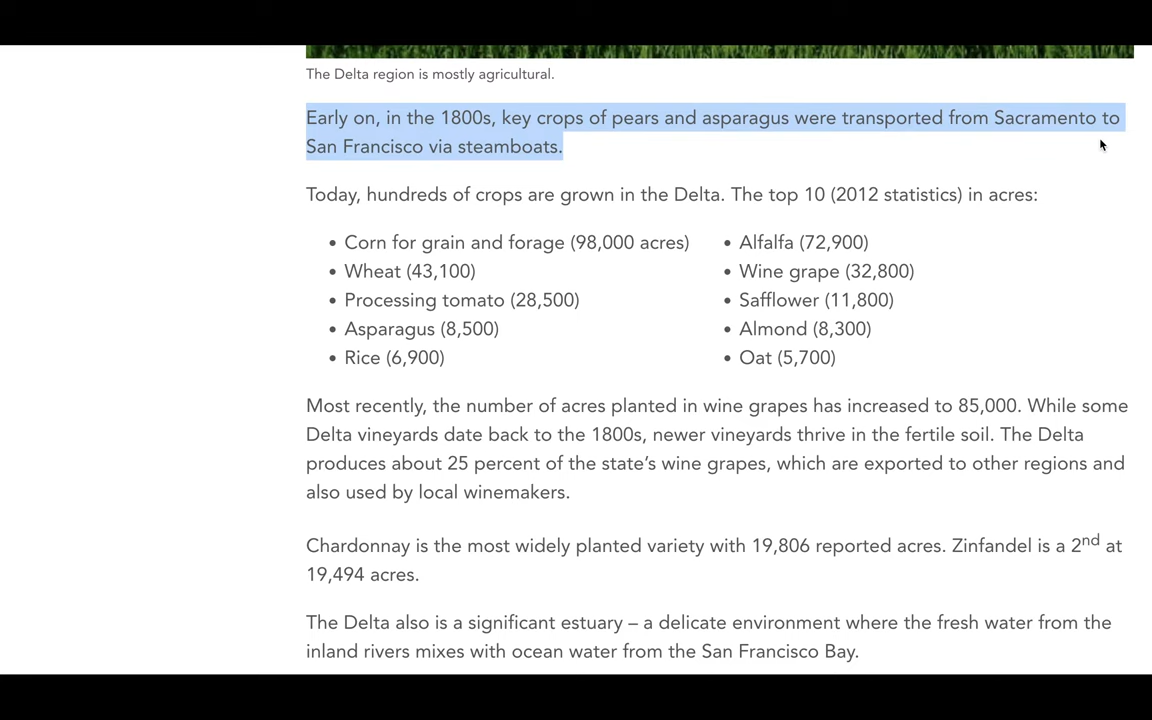 The Delta region is mostly agricultural.
Early on, in the 1800s, key crops of pears and asparagus were transported from Sacramento to
San Francisco via steamboats.
Today, hundreds of crops are grown in the Delta. The top 10 (2012 statistics) in acres:
• Corn for grain and forage (98,000 acres)
• Wheat (43,100)
• Processing tomato (28,500)
• Asparagus (8,500)
• Rice (6,900)
• Alfalfa (72,900)
• Wine grape (32,800)
• Safflower (11,800)
• Almond (8,300)
• Oat (5,700)
Most recently, the number of acres planted in wine grapes has increased to 85,000. While some
Delta vineyards date back to the 1800s, newer vineyards thrive in the fertile soil. The Delta
produces about 25 percent of the state’s wine grapes, which are exported to other regions and
also used by local winemakers.
Chardonnay is the most widely planted variety with 19,806 reported acres. Zinfandel is a 2nd at
19,494 acres.
The Delta also is a significant estuary – a delicate environment where the fresh water from the
inland rivers mixes with ocean water from the San Francisco Bay.